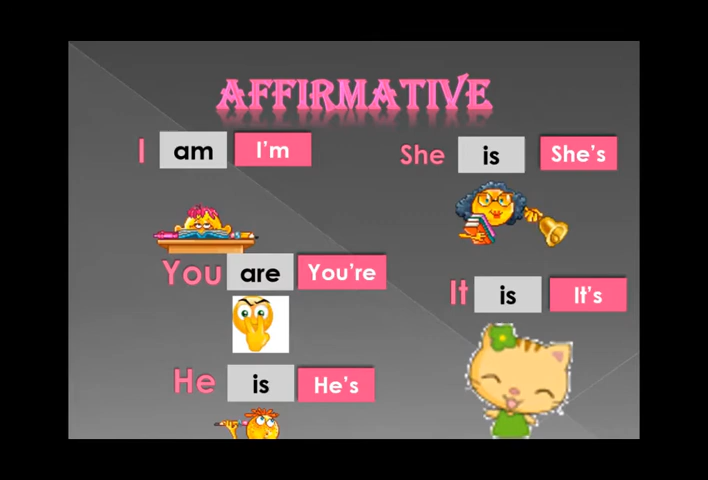 AFFIRMATIVE
I am I'm
She is She's
You are You're
It is It's
He is He's